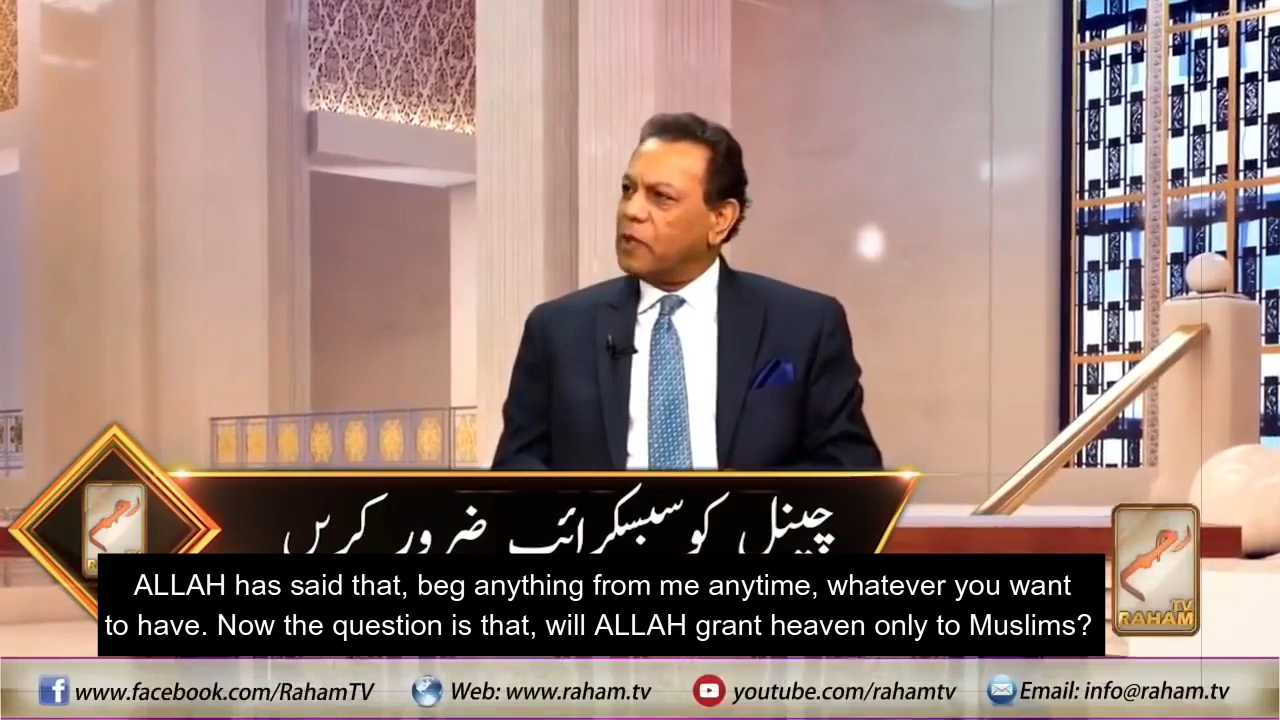 چینل کو سبسکرائب ضرور کریں
ALLAH has said that, beg anything from me anytime, whatever you want
to have. Now the question is that, will ALLAH grant heaven only to Muslims?
رحم
TV
RAHAM
www.facebook.com/RahamTV
Web: www.raham.tv
youtube.com/rahamtv
Email: info@raham.tv